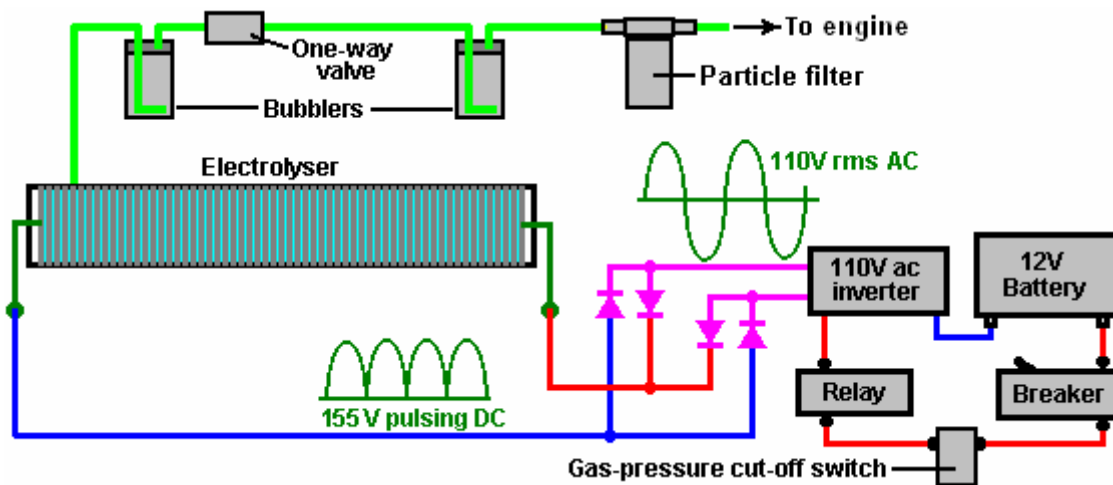 To engine
One-way
valve
Particle filter
Bubblers
Electrolyser
110V rms AC
110V ac
inverter
12V
Battery
155 V pulsing DC
Relay
Breaker
Gas-pressure cut-off switch